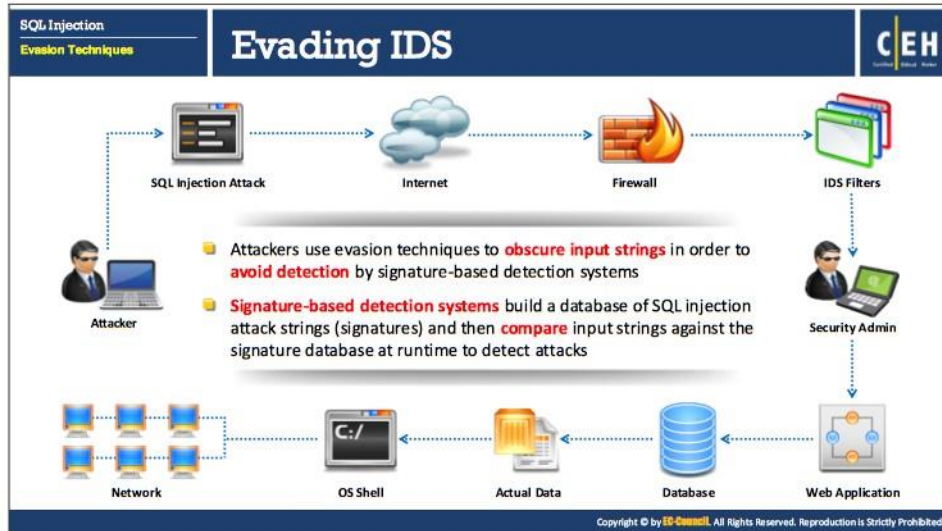 SQL Injection
Evasion Techniques
Evading IDS
C|EH
Certified Ethical Hacker
SQL Injection Attack
Internet
Firewall
IDS Filters
Attackers use evasion techniques to obscure input strings in order to
avoid detection by signature-based detection systems
Signature-based detection systems build a database of SQL injection
attack strings (signatures) and then compare input strings against the
signature database at runtime to detect attacks
Attacker
Security Admin
C:/
Network
OS Shell
Actual Data
Database
Web Application
Copyright © by EC-Council. All Rights Reserved. Reproduction is Strictly Prohibited.